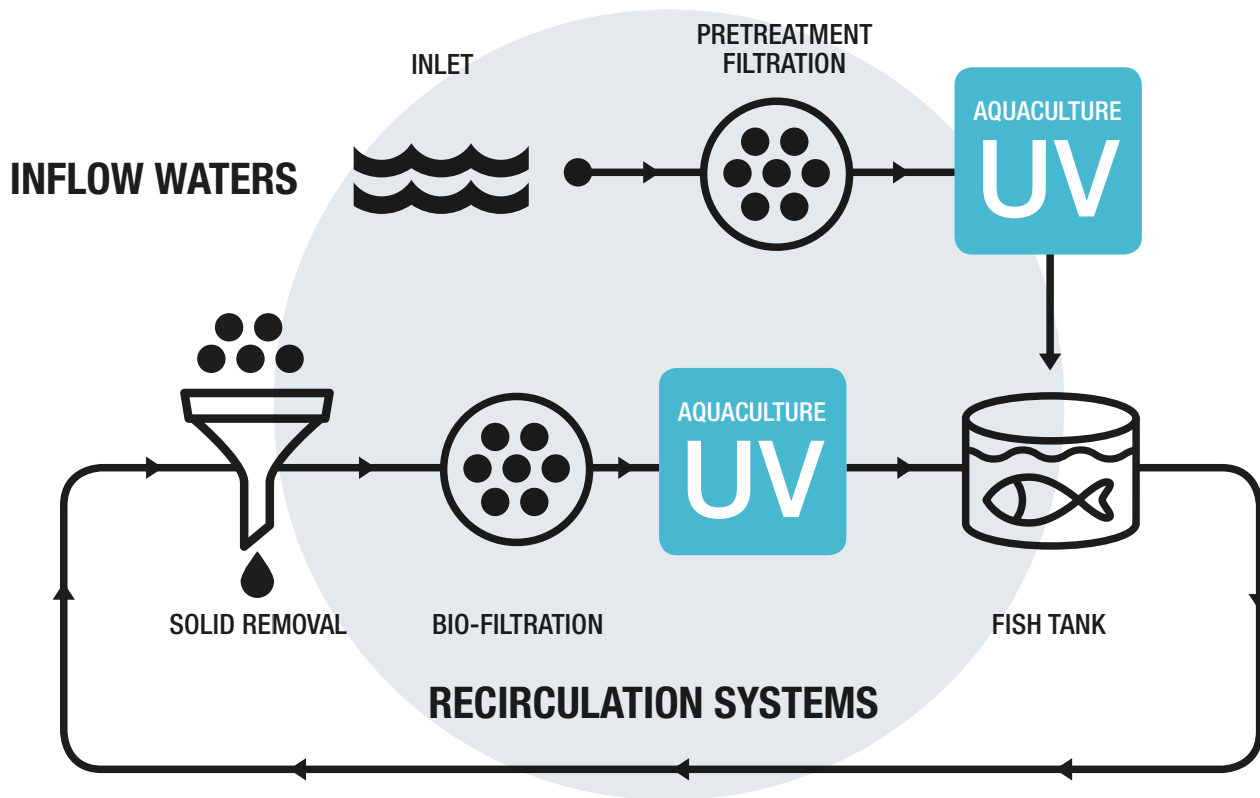 INLET
PRETREATMENT
FILTRATION
AQUACULTURE
UV
INFLOW WATERS
AQUACULTURE
UV
SOLID REMOVAL
BIO-FILTRATION
FISH TANK
RECIRCULATION SYSTEMS